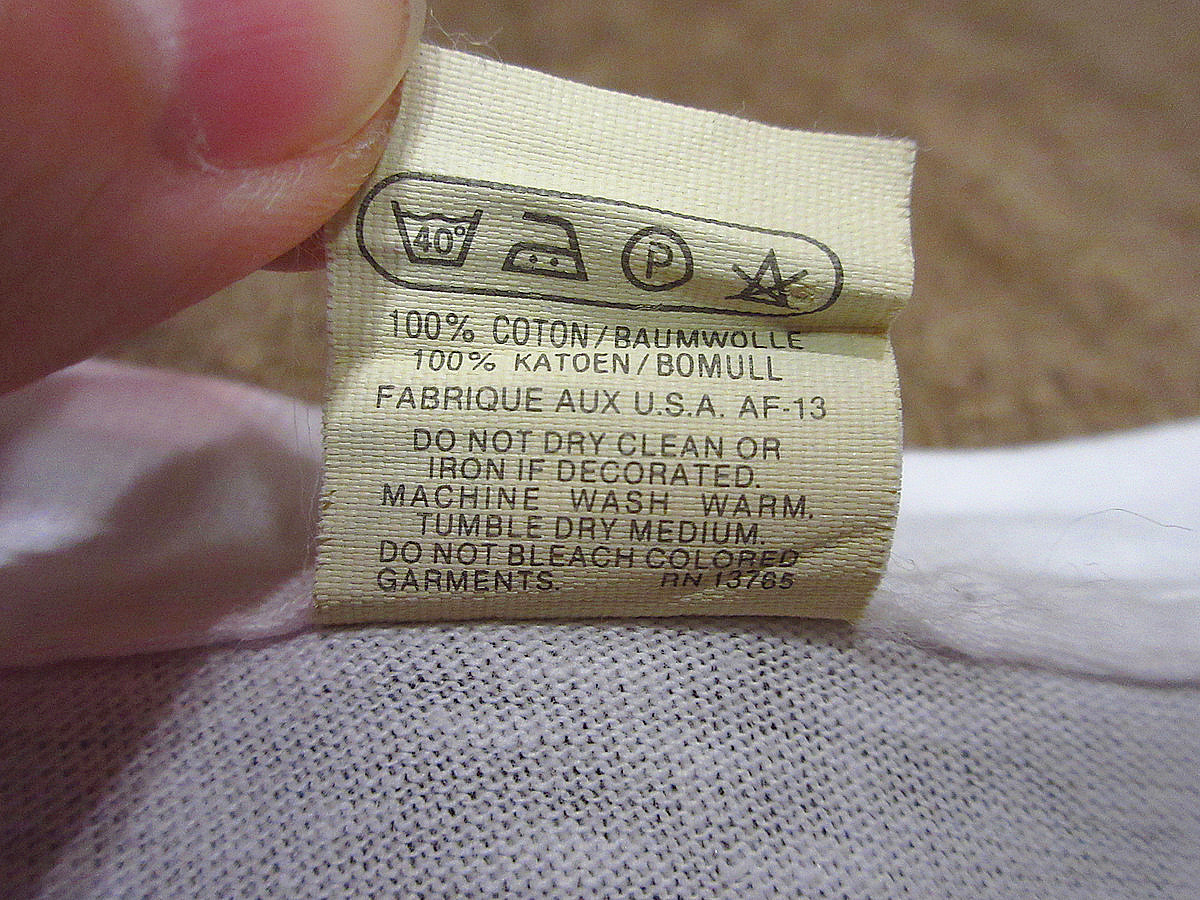 40°
P
100% COTON/BAUMWOLLE
100% KATOEN/BOMULL
FABRIQUE AUX U.S.A. AF-13
DO NOT DRY CLEAN OR
IRON IF DECORATED.
MACHINE WASH WARM.
TUMBLE DRY MEDIUM.
DO NOT BLEACH COLORED
GARMENTS. RN 13765